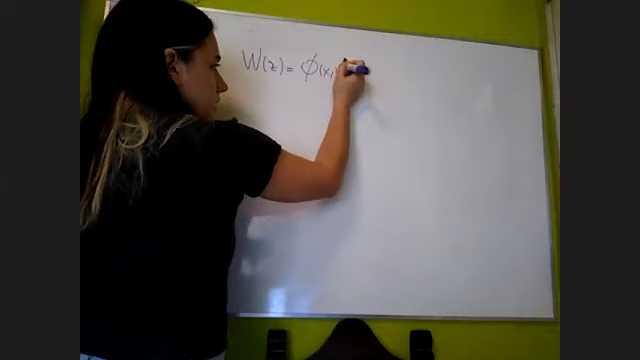 W(z) = ϕ(x,